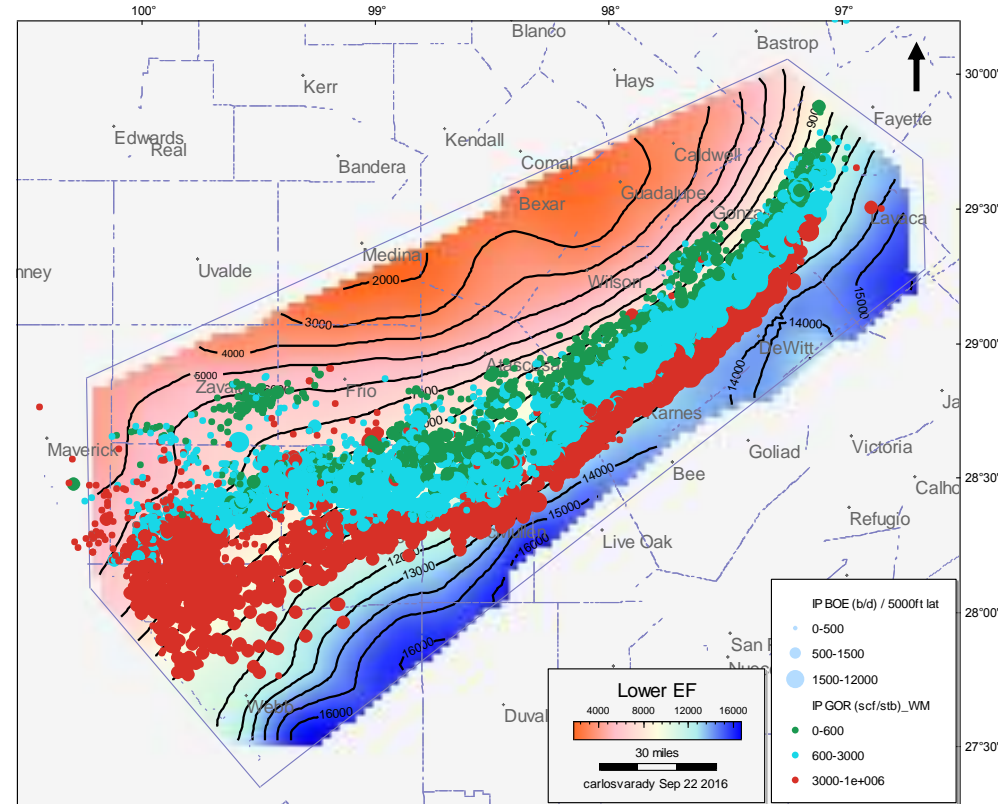 100° 99° 98° 97°
Blanco
Bastrop
Hays
30°00'
Kerr
Fayette
Edwards
Real
Kendall
Comal
Caldwell
Bandera
900
Guadalupe
Bexar
29°30'
Lavaca
Medina
Uvalde
2000
Wilson
15000
3000
14000
29°00'
4000
DeWitt
5000
Frio
14000
Karnes
Maverick
Goliad
Victoria
Bee
14000
28°30'
15000
Refugio
16000
Live Oak
13000
28°00'
16000
Webb
16000
27°30'
IP BOE (b/d) / 5000ft lat
0-500
500-1500
1500-12000
IP GOR (scf/stb)_WM
0-600
600-3000
3000-1e+006
Lower EF
4000 8000 12000 16000
30 miles
carlosvarady Sep 22 2016